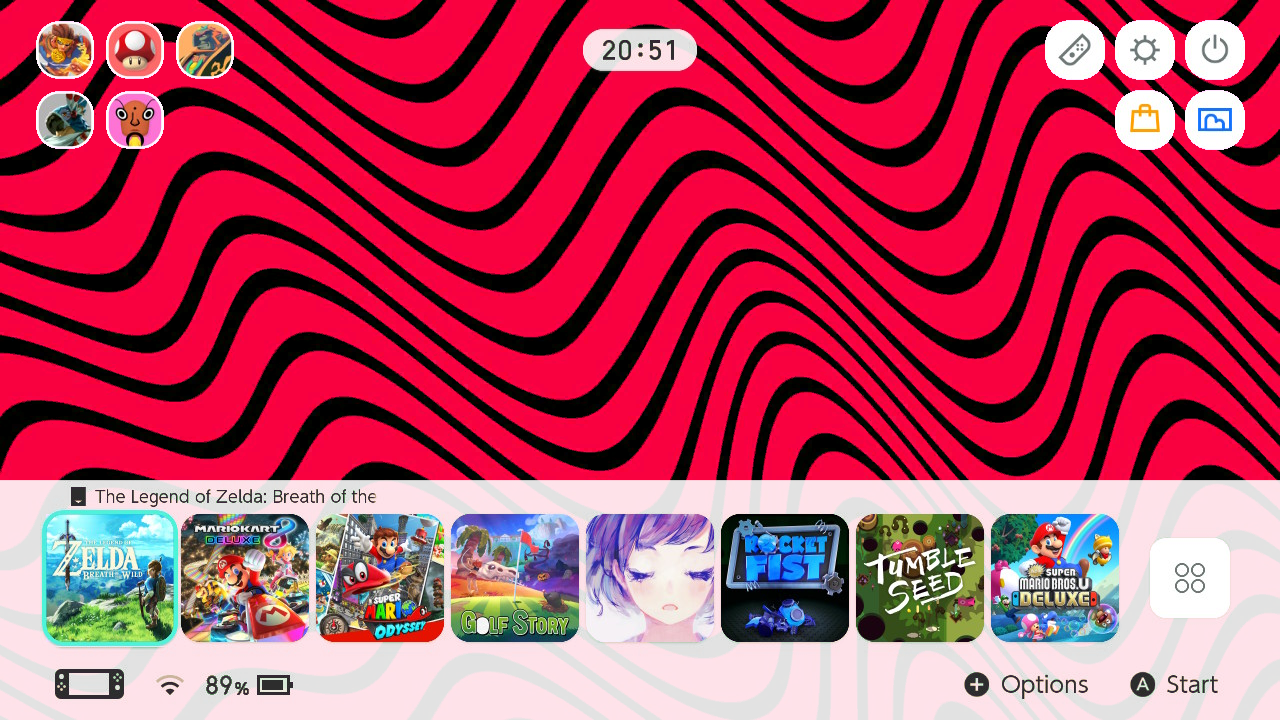 20:51
The Legend of Zelda: Breath of the
THE LEGEND OF
ZELDA
BREATH OF THE WILD
MARIOKART 8
DELUXE
SUPER
MARIO
ODYSSEY
GOLF STORY
ROCKET
FIST
TUMBLE
SEED
SUPER
MARIO BROS. U
DELUXE
89%
+ Options
A Start